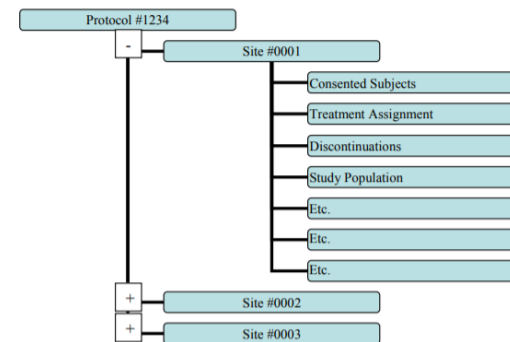 Protocol #1234
-
Site #0001
Consented Subjects
Treatment Assignment
Discontinuations
Study Population
Etc.
Etc.
Etc.
+
Site #0002
+
Site #0003